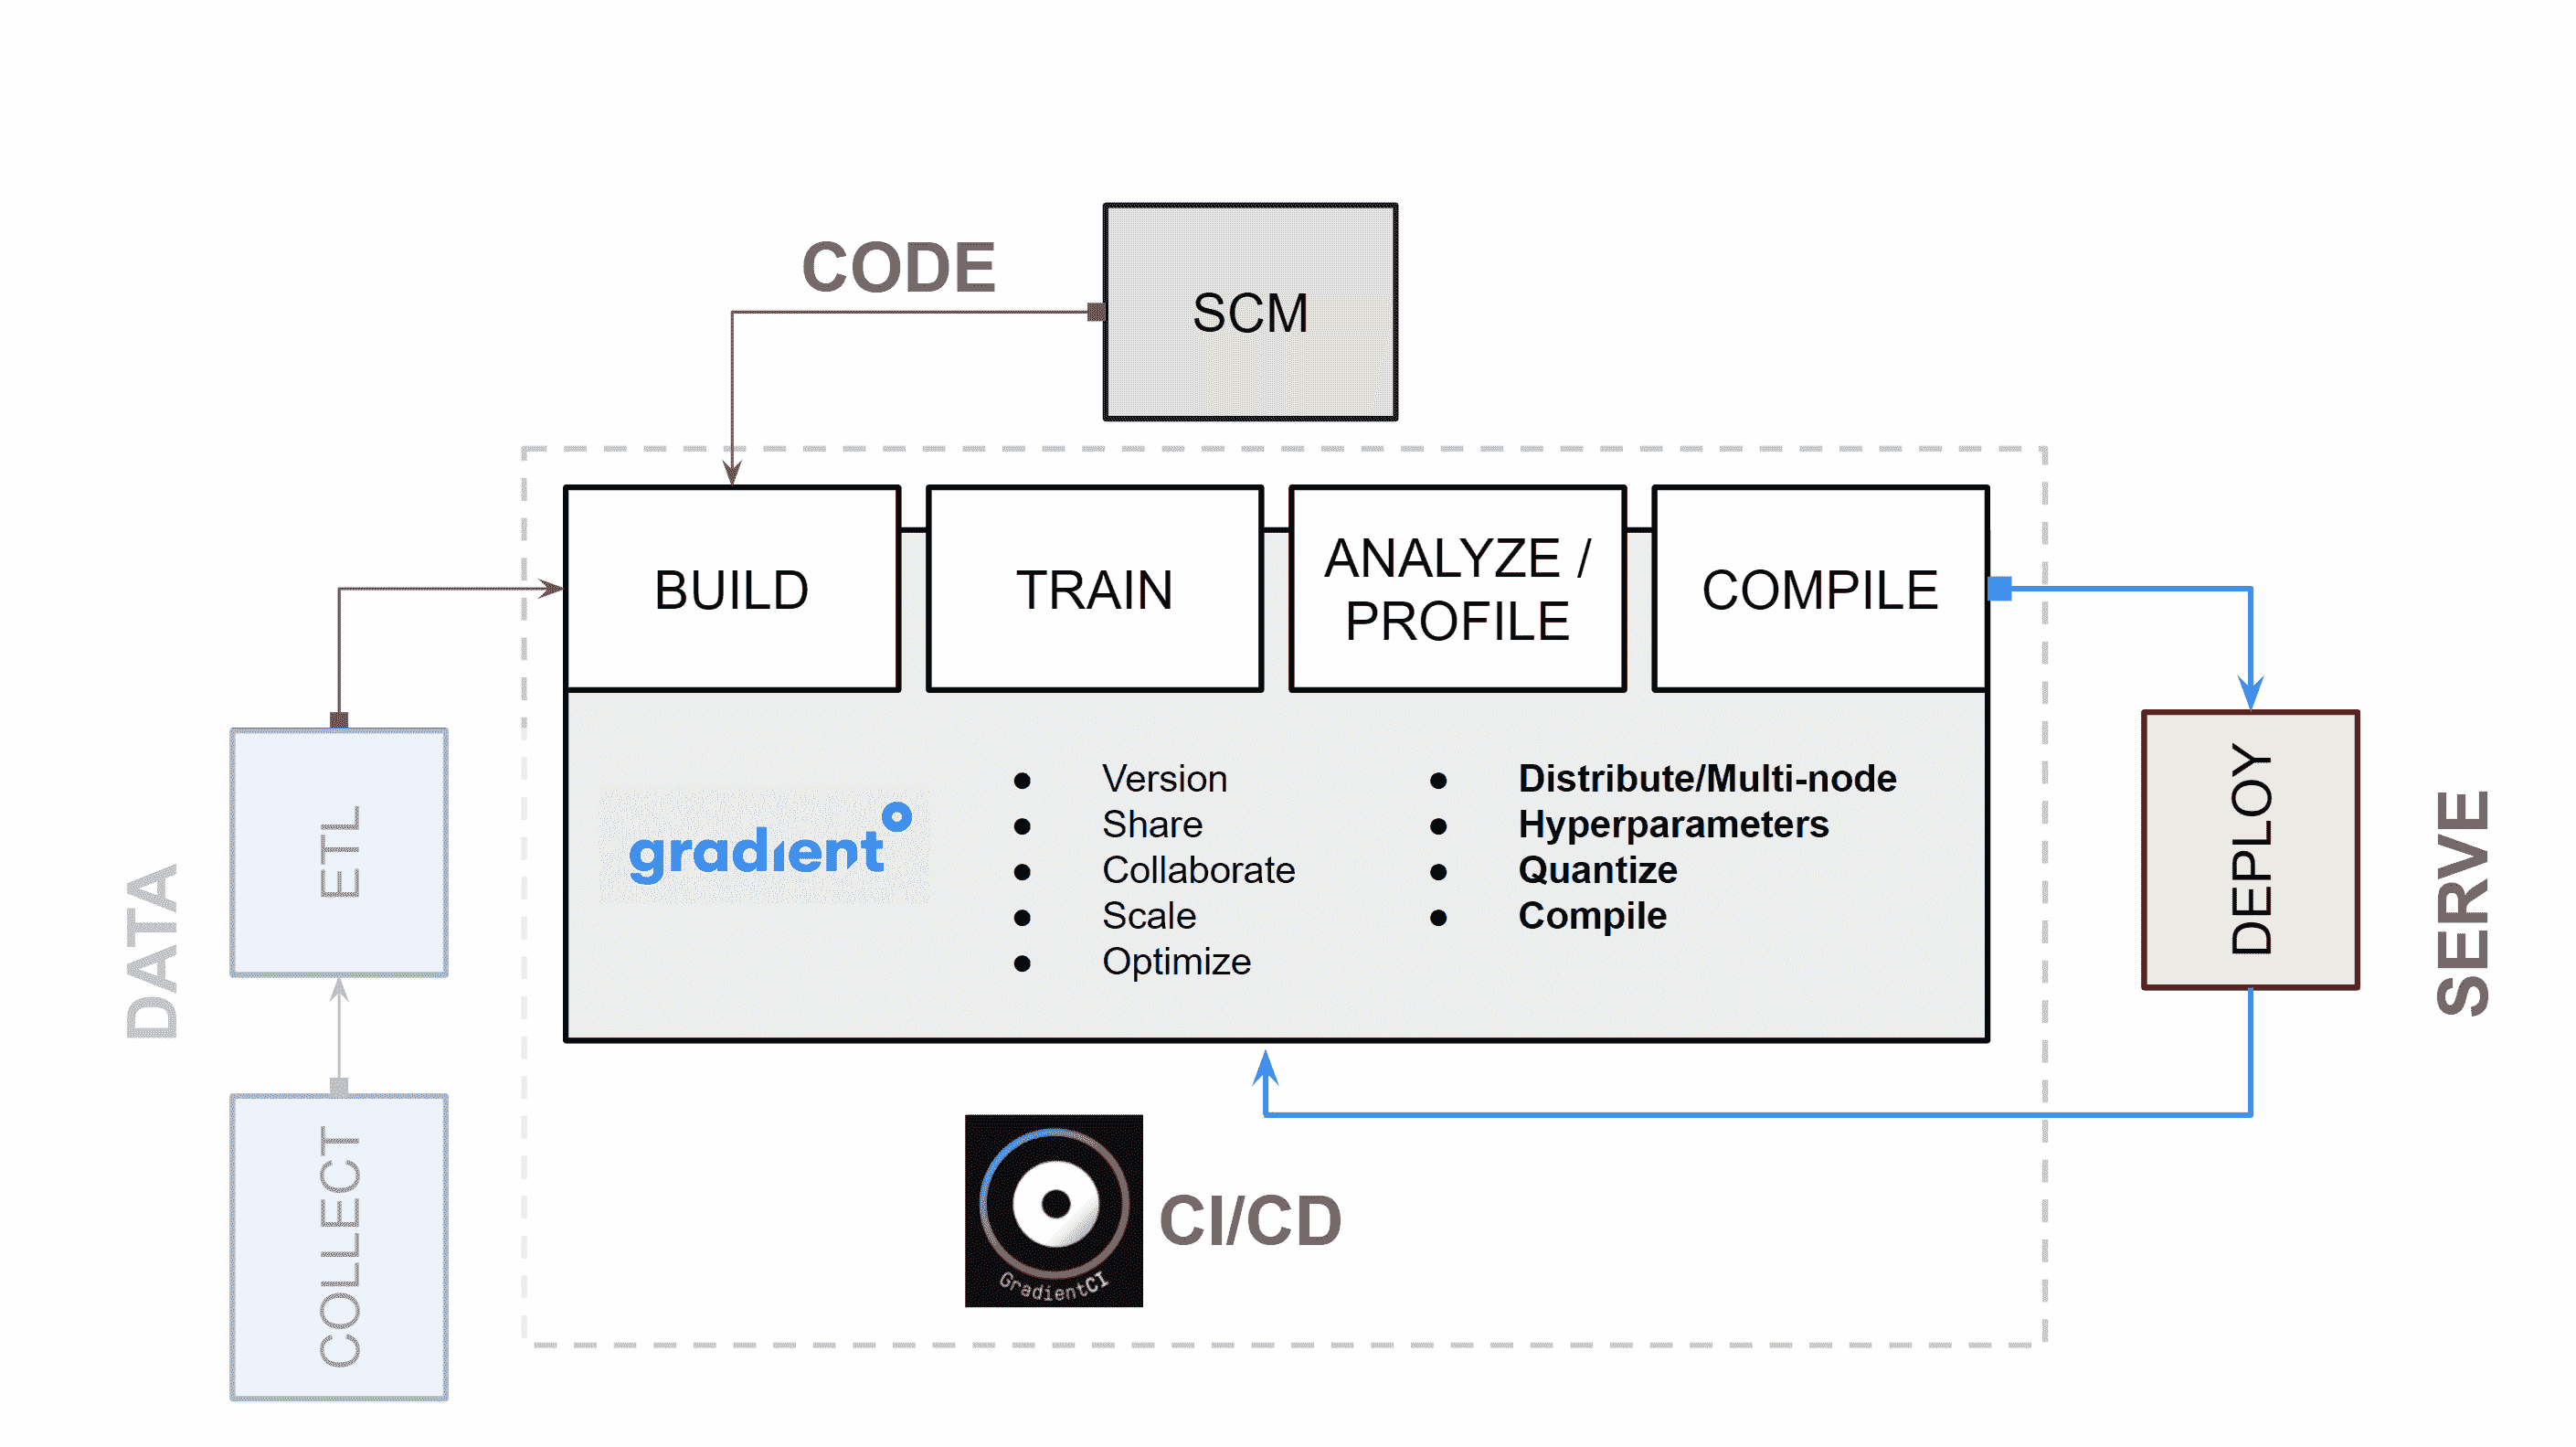 CODE
SCM
BUILD
TRAIN
ANALYZE /
PROFILE
COMPILE
DATA
ETL
COLLECT
gradient
● Version
● Share
● Collaborate
● Scale
● Optimize
● Distribute/Multi-node
● Hyperparameters
● Quantize
● Compile
DEPLOY
SERVE
GradientCI
CI/CD